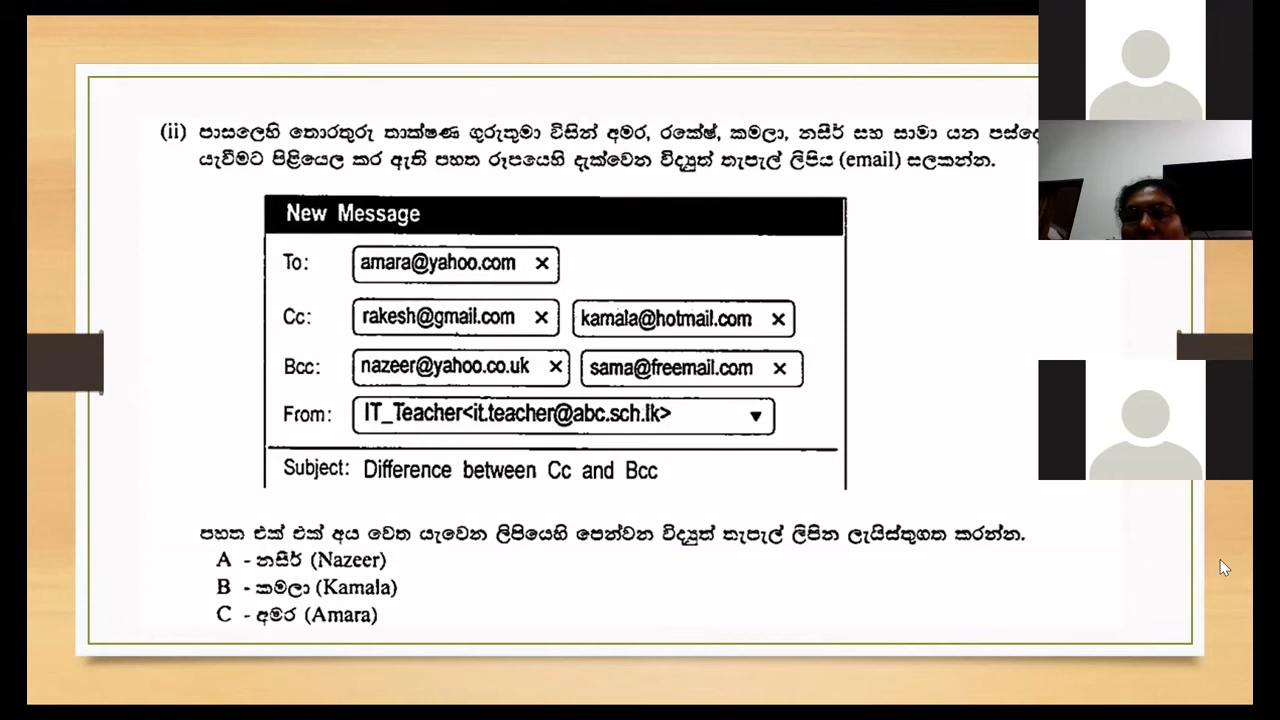 (ii) පාසලෙහි තොරතුරු තාක්ෂණ ගුරුතුමා විසින් අමර, රකේෂ්, කමලා, නසීර් සහ සාමා යන
යැවීමට පිළියෙල කර ඇති පහත රූපයෙහි දැක්වෙන විද්‍යුත් තැපැල් ලිපිය (email) සලකන්න.
New Message
To: amara@yahoo.com ×
Cc: rakesh@gmail.com × kamala@hotmail.com ×
Bcc: nazeer@yahoo.co.uk × sama@freemail.com ×
From: IT_Teacher<it.teacher@abc.sch.lk> ▼
Subject: Difference between Cc and Bcc
පහත එක් එක් අය වෙත යැවෙන ලිපියෙහි පෙන්වන විද්‍යුත් තැපැල් ලිපින ලැයිස්තුගත කරන්න.
A - නසීර් (Nazeer)
B - කමලා (Kamala)
C - අමර (Amara)